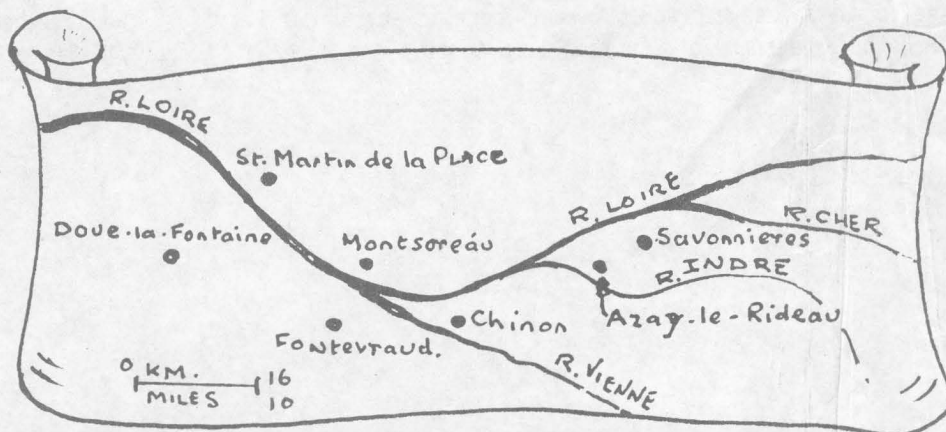 R. LOIRE
St. Martin de la PLACE
R. LOIRE
R. CHER
Doue-la-Fontaine
Montsoreau
Savonnieres
R. INDRE
Azay-le-Rideau
Chinon
Fontevraud.
R. VIENNE
0 KM. 16
MILES 10